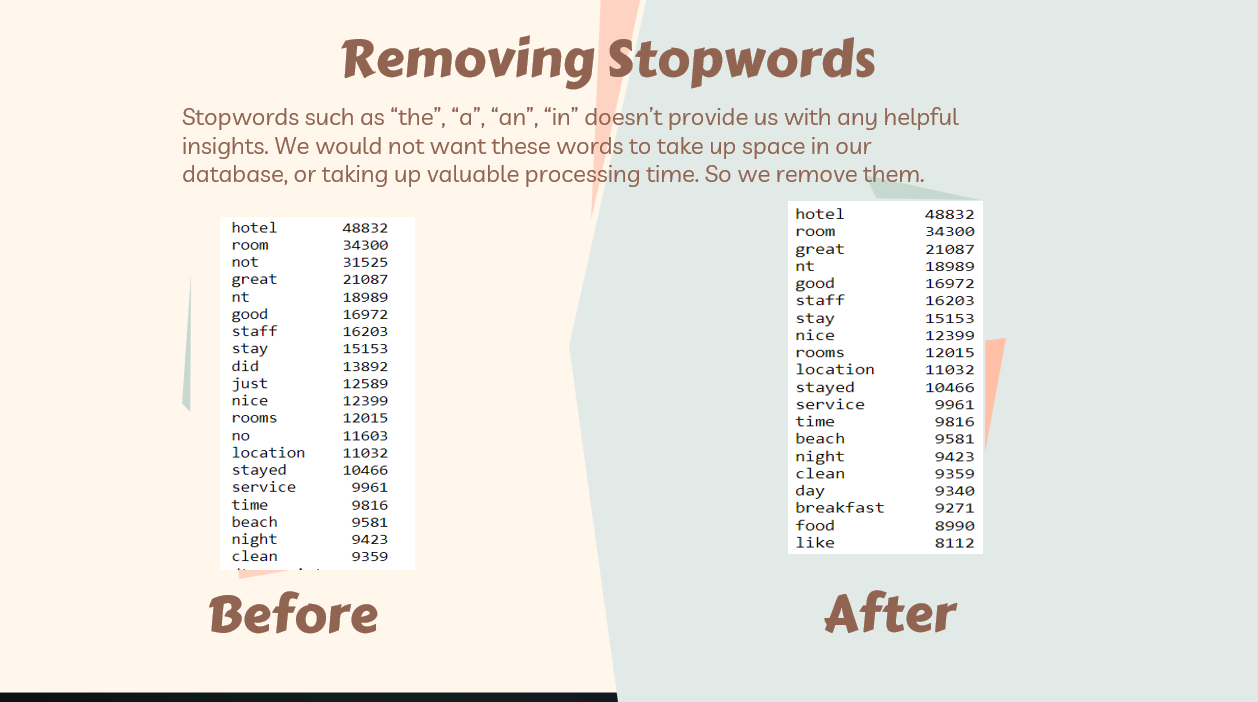 Removing Stopwords
Stopwords such as “the”, “a”, “an”, “in” doesn’t provide us with any helpful
insights. We would not want these words to take up space in our
database, or taking up valuable processing time. So we remove them.
hotel 48832
room 34300
not 31525
great 21087
nt 18989
good 16972
staff 16203
stay 15153
did 13892
just 12589
nice 12399
rooms 12015
no 11603
location 11032
stayed 10466
service 9961
time 9816
beach 9581
night 9423
clean 9359
Before
hotel 48832
room 34300
great 21087
nt 18989
good 16972
staff 16203
stay 15153
nice 12399
rooms 12015
location 11032
stayed 10466
service 9961
time 9816
beach 9581
night 9423
clean 9359
day 9340
breakfast 9271
food 8990
like 8112
After